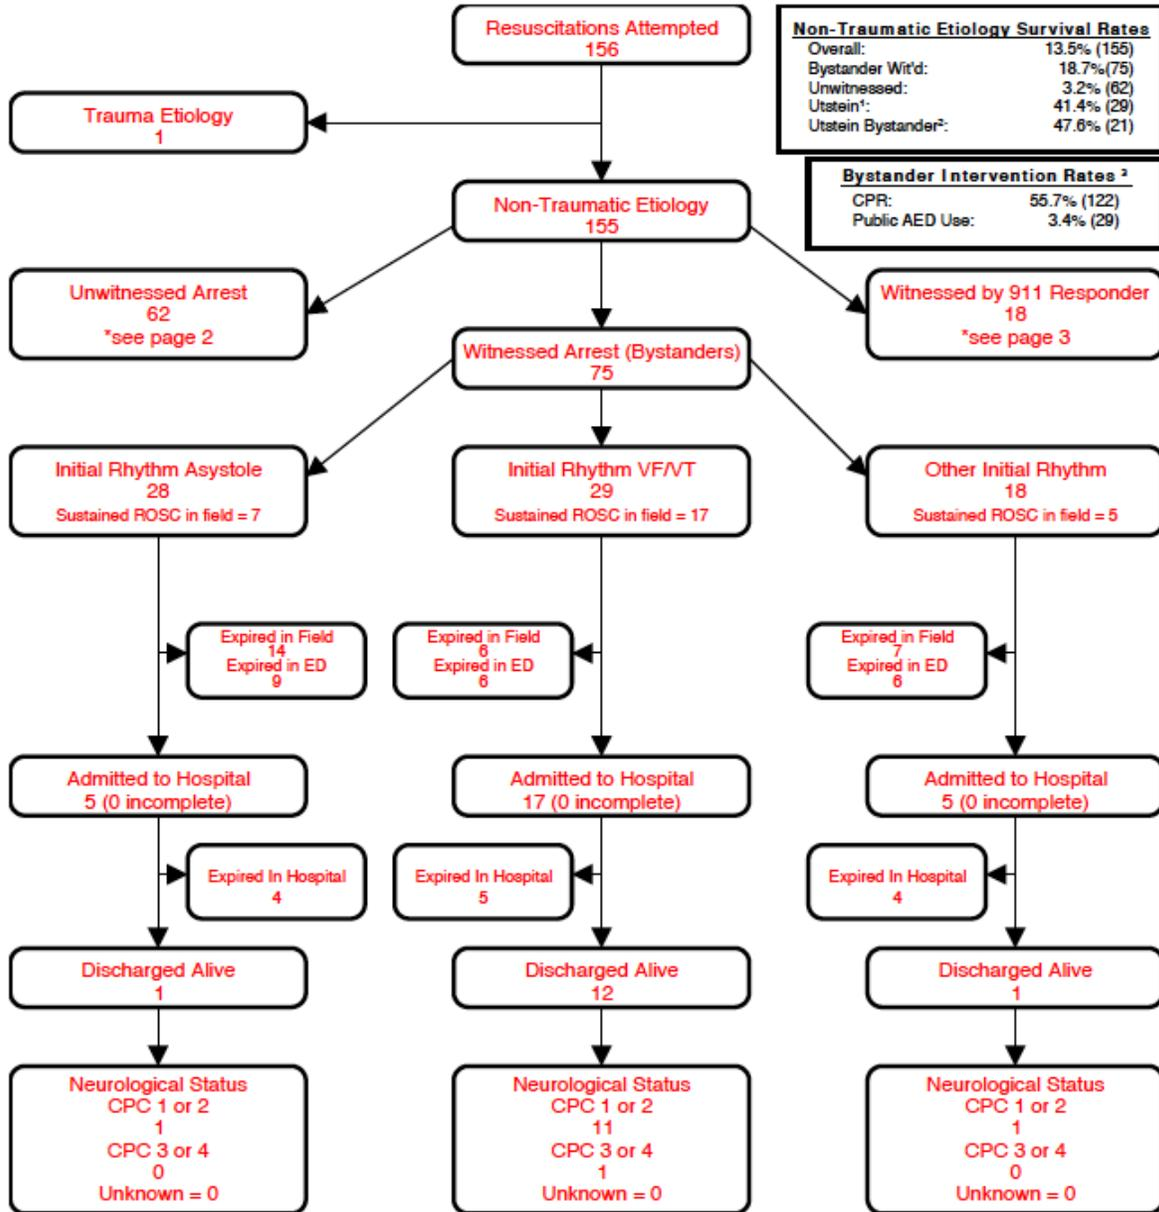 Resuscitations Attempted
156
Non-Traumatic Etiology Survival Rates
Overall: 13.5% (155)
Bystander Wit'd: 18.7%(75)
Unwitnessed: 3.2% (62)
Utstein¹: 41.4% (29)
Utstein Bystander²: 47.6% (21)
Bystander Intervention Rates ³
CPR: 55.7% (122)
Public AED Use: 3.4% (29)
Trauma Etiology
1
Non-Traumatic Etiology
155
Unwitnessed Arrest
62
*see page 2
Witnessed by 911 Responder
18
*see page 3
Witnessed Arrest (Bystanders)
75
Initial Rhythm Asystole
28
Sustained ROSC in field = 7
Initial Rhythm VF/VT
29
Sustained ROSC in field = 17
Other Initial Rhythm
18
Sustained ROSC in field = 5
Expired in Field
14
Expired in ED
9
Expired in Field
6
Expired in ED
6
Expired in Field
7
Expired in ED
6
Admitted to Hospital
5 (0 incomplete)
Admitted to Hospital
17 (0 incomplete)
Admitted to Hospital
5 (0 incomplete)
Expired In Hospital
4
Expired In Hospital
5
Expired In Hospital
4
Discharged Alive
1
Discharged Alive
12
Discharged Alive
1
Neurological Status
CPC 1 or 2
1
CPC 3 or 4
0
Unknown = 0
Neurological Status
CPC 1 or 2
11
CPC 3 or 4
1
Unknown = 0
Neurological Status
CPC 1 or 2
1
CPC 3 or 4
0
Unknown = 0